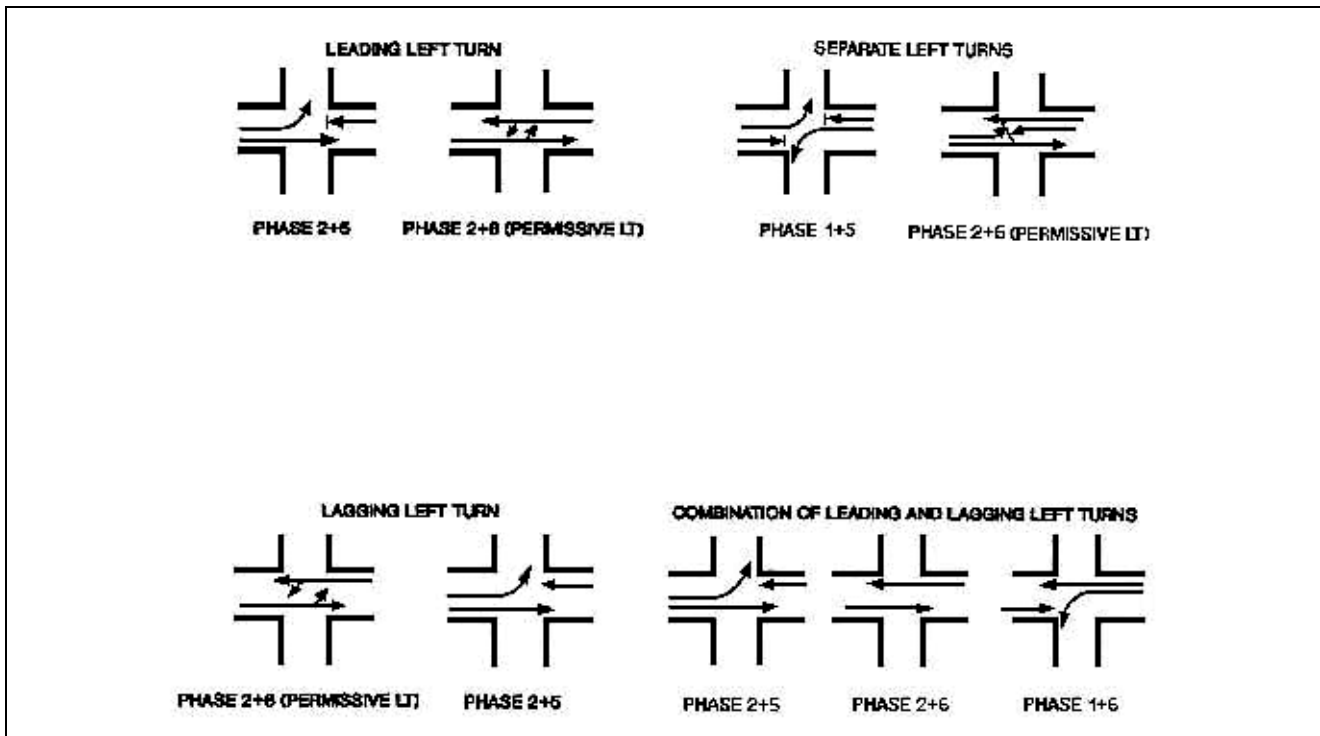 LEADING LEFT TURN
SEPARATE LEFT TURNS
PHASE 2+5
PHASE 2+6 (PERMISSIVE LT)
PHASE 1+5
PHASE 2+6 (PERMISSIVE LT)
LAGGING LEFT TURN
COMBINATION OF LEADING AND LAGGING LEFT TURNS
PHASE 2+6 (PERMISSIVE LT)
PHASE 2+5
PHASE 2+5
PHASE 2+6
PHASE 1+6